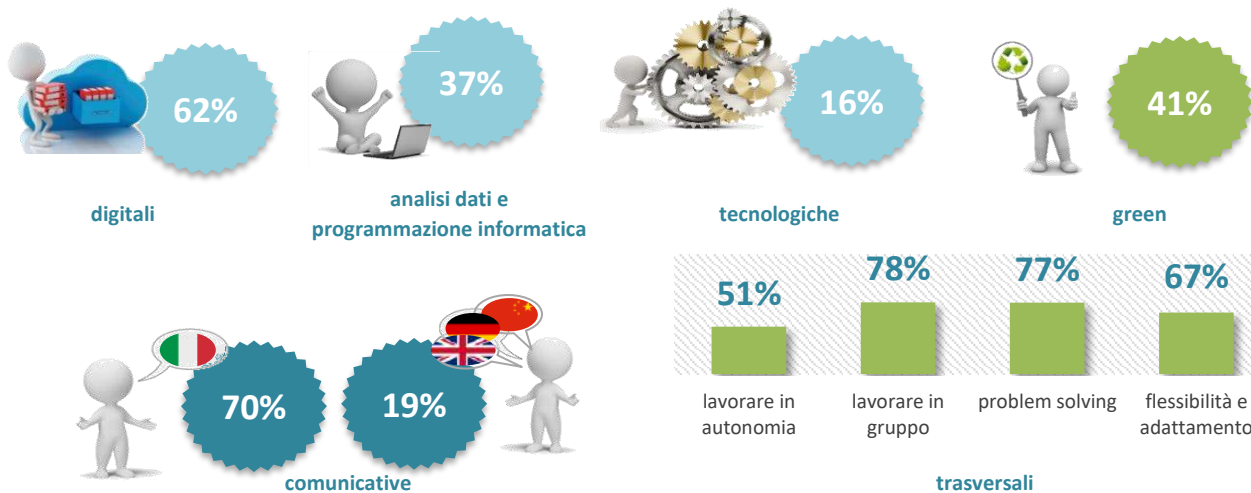 62%
37%
16%
41%
digitali
analisi dati e
programmazione informatica
tecnologiche
green
70%
19%
comunicative
51%
78%
77%
67%
lavorare in
autonomia
lavorare in
gruppo
problem solving
flessibilità e
adattamento
trasversali